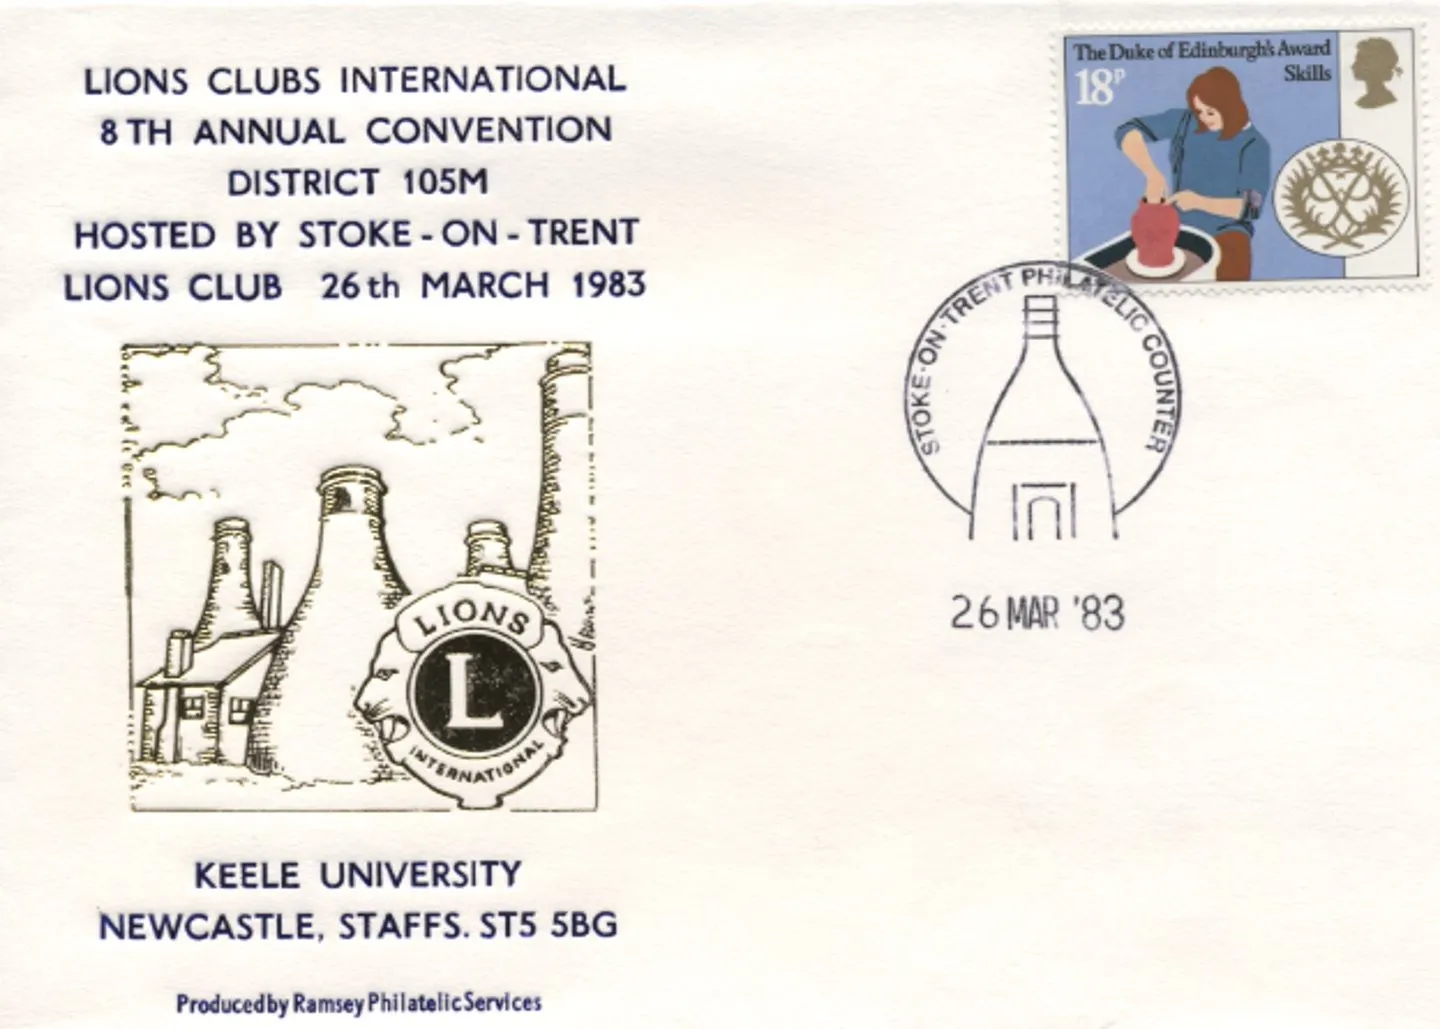 LIONS CLUBS INTERNATIONAL
8TH ANNUAL CONVENTION
DISTRICT 105M
HOSTED BY STOKE-ON-TRENT
LIONS CLUB 26th MARCH 1983
LIONS
L
INTERNATIONAL
KEELE UNIVERSITY
NEWCASTLE, STAFFS. ST5 5BG
Produced by Ramsey Philatelic Services
The Duke of Edinburgh's Award
Skills
18P
STOKE·ON·TRENT PHILATELIC COUNTER
26 MAR '83